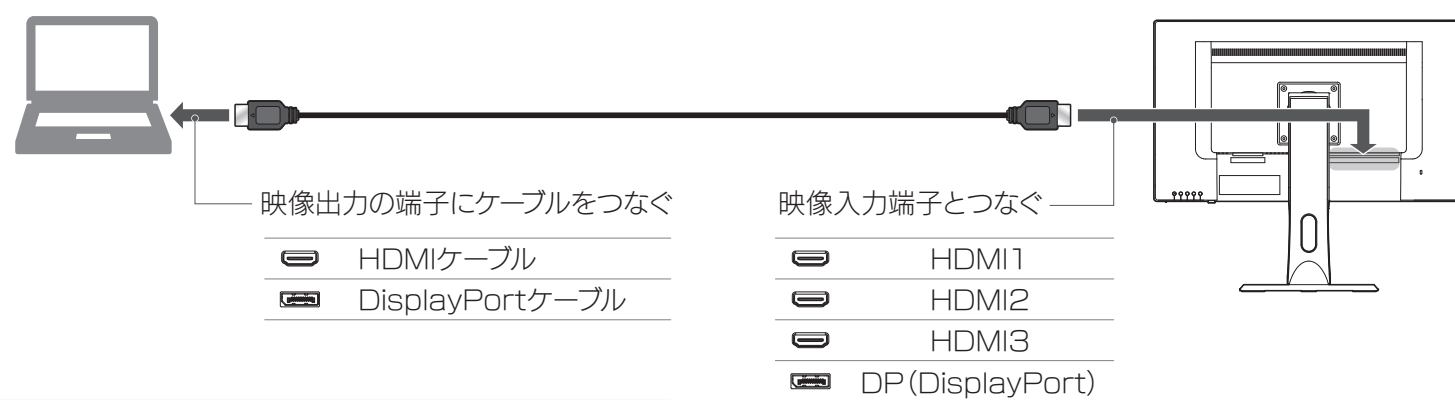 映像出力の端子にケーブルをつなぐ
HDMIケーブル
DisplayPortケーブル
映像入力端子とつなぐ
HDMI1
HDMI2
HDMI3
DP(DisplayPort)